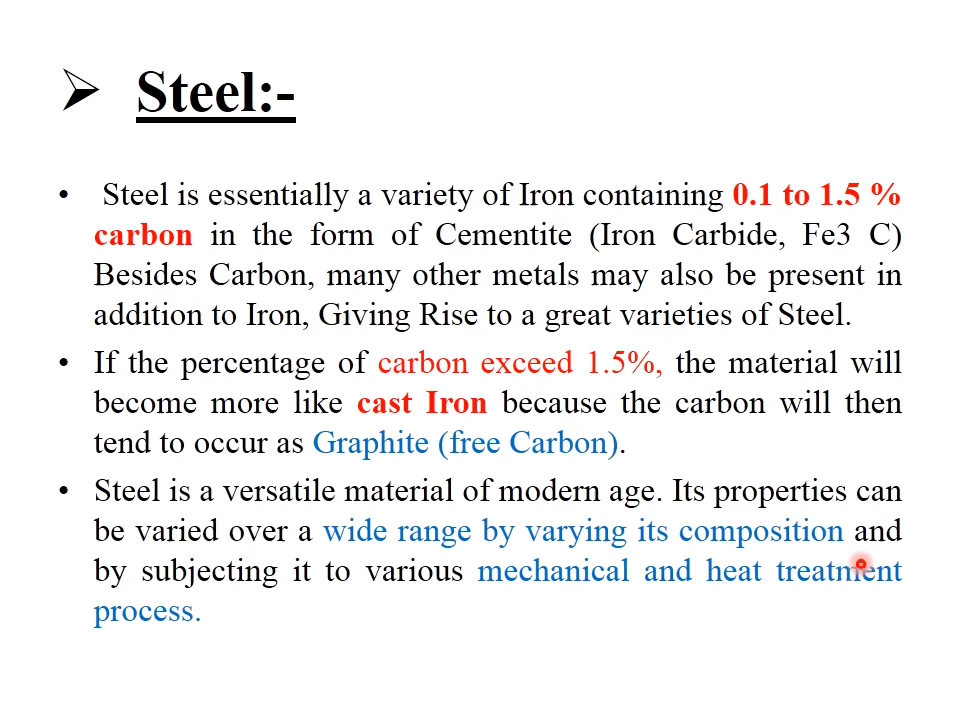 ➢ Steel:-
• Steel is essentially a variety of Iron containing 0.1 to 1.5 %
carbon in the form of Cementite (Iron Carbide, Fe3 C)
Besides Carbon, many other metals may also be present in
addition to Iron, Giving Rise to a great varieties of Steel.
• If the percentage of carbon exceed 1.5%, the material will
become more like cast Iron because the carbon will then
tend to occur as Graphite (free Carbon).
• Steel is a versatile material of modern age. Its properties can
be varied over a wide range by varying its composition and
by subjecting it to various mechanical and heat treatment
process.